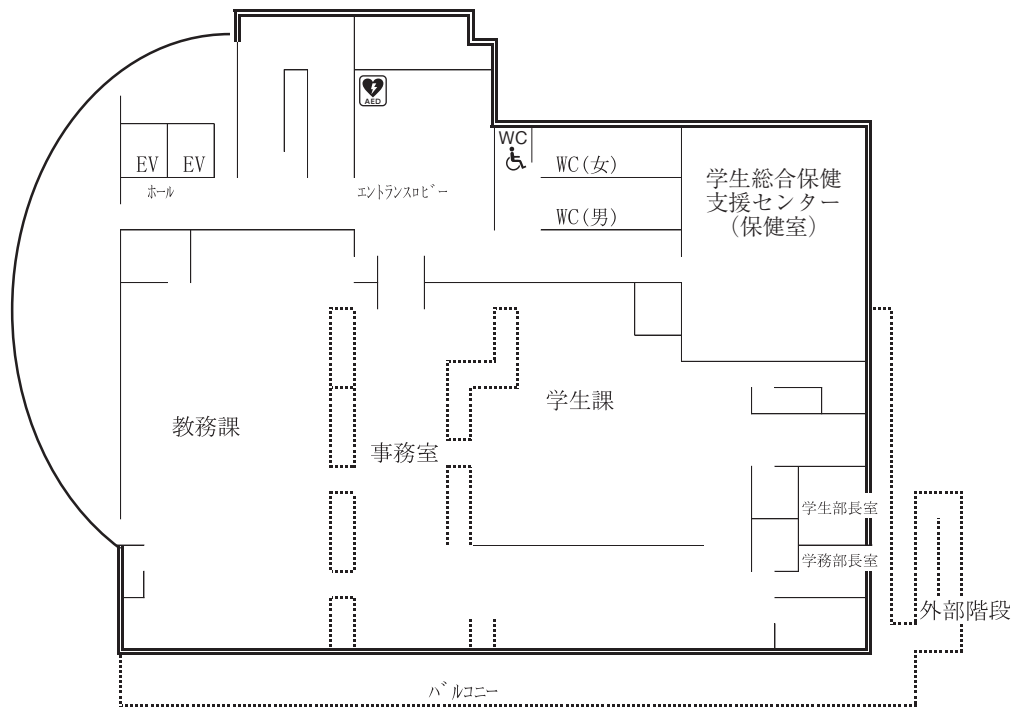 AED
WC
EV
EV
WC(女)
ホール
エントランスロビー
WC(男)
学生総合保健
支援センター
(保健室)
教務課
事務室
学生課
学生部長室
学務部長室
外部階段
バルコニー